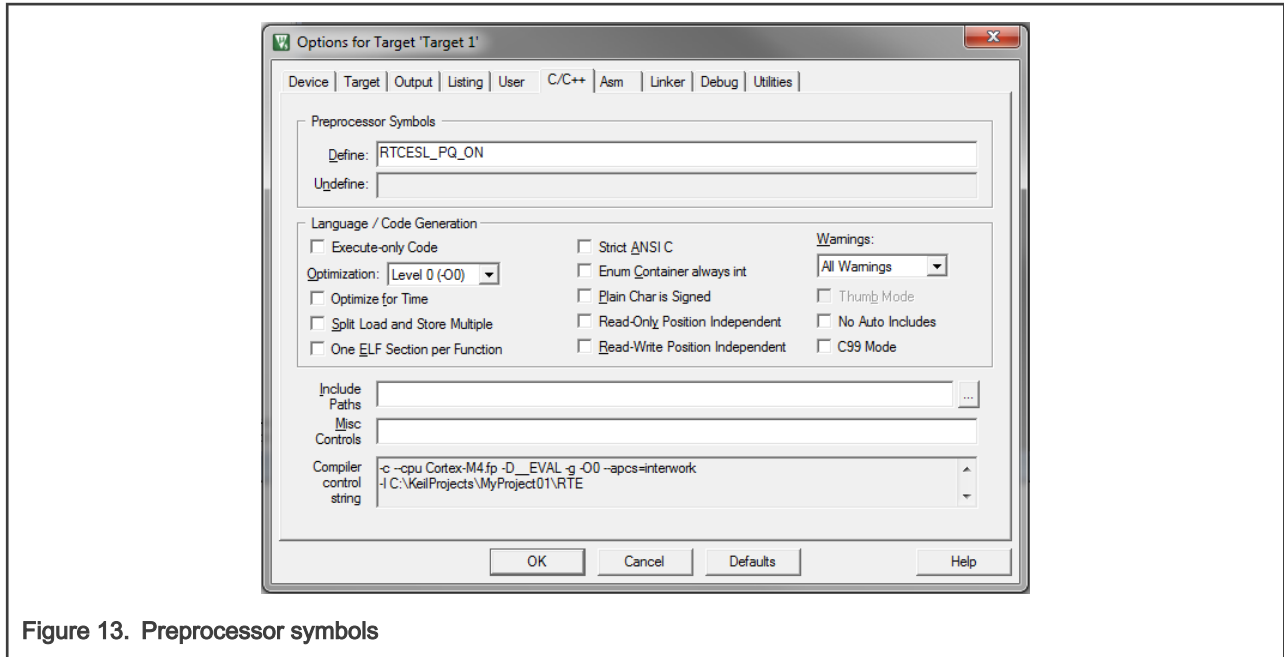 Options for Target 'Target 1'
Device Target Output Listing User C/C++ Asm Linker Debug Utilities
Preprocessor Symbols
Define: RTCESL_PQ_ON
Undefine:
Language / Code Generation
Execute-only Code Strict ANSI C Warnings:
Optimization: Level 0 (-O0) Enum Container always int All Warnings
Optimize for Time Plain Char is Signed Thumb Mode
Split Load and Store Multiple Read-Only Position Independent No Auto Includes
One ELF Section per Function Read-Write Position Independent C99 Mode
Include
Paths ...
Misc
Controls
Compiler
control
string
-c --cpu Cortex-M4.fp -D__EVAL -g -O0 --apcs=interwork
-I C:\KeilProjects\MyProject01\RTE
OK Cancel Defaults Help
Figure 13. Preprocessor symbols